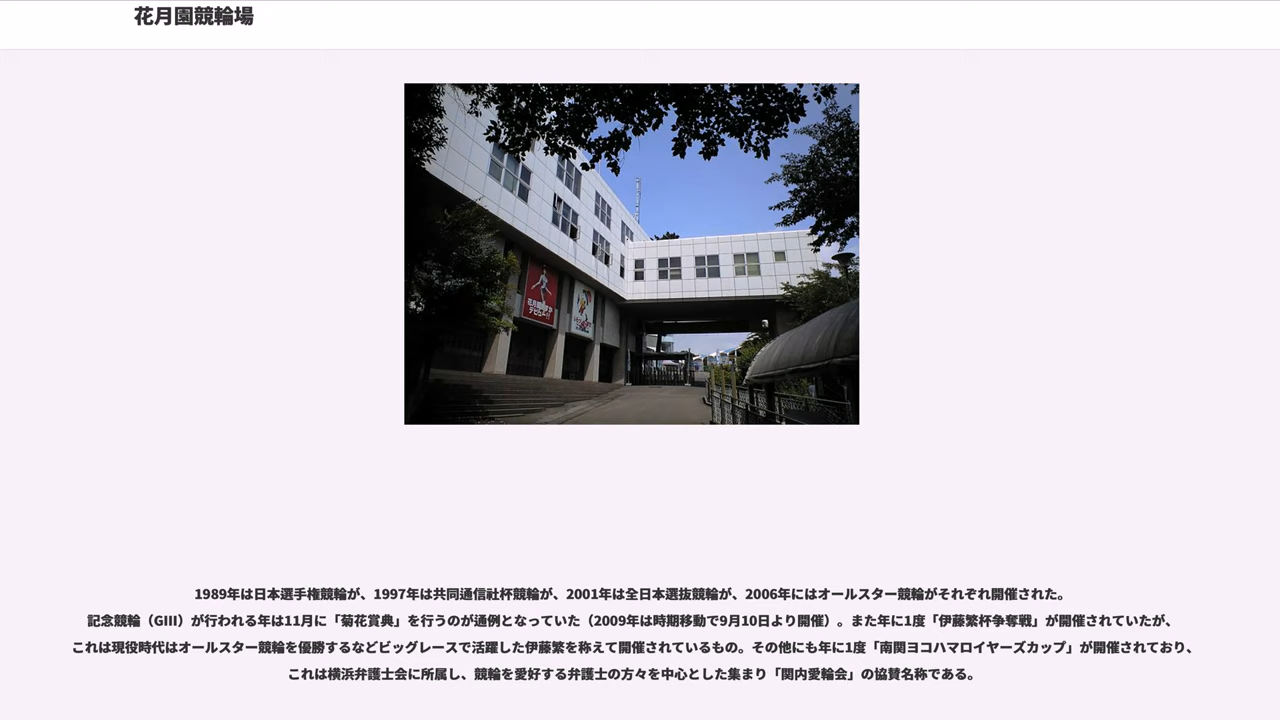 花月園競輪場
1989年は日本選手権競輪が、1997年は共同通信社杯競輪が、2001年は全日本選抜競輪が、2006年にはオールスター競輪がそれぞれ開催された。
記念競輪（GIII）が行われる年は11月に「菊花賞典」を行うのが通例となっていた（2009年は時期移動で9月10日より開催）。また年に1度「伊藤繁杯争奪戦」が開催されていたが、
これは現役時代はオールスター競輪を優勝するなどビッグレースで活躍した伊藤繁を称えて開催されているもの。その他にも年に1度「南関ヨコハマロイヤーズカップ」が開催されており、
これは横浜弁護士会に所属し、競輪を愛好する弁護士の方々を中心とした集まり「関内愛輪会」の協賛名称である。